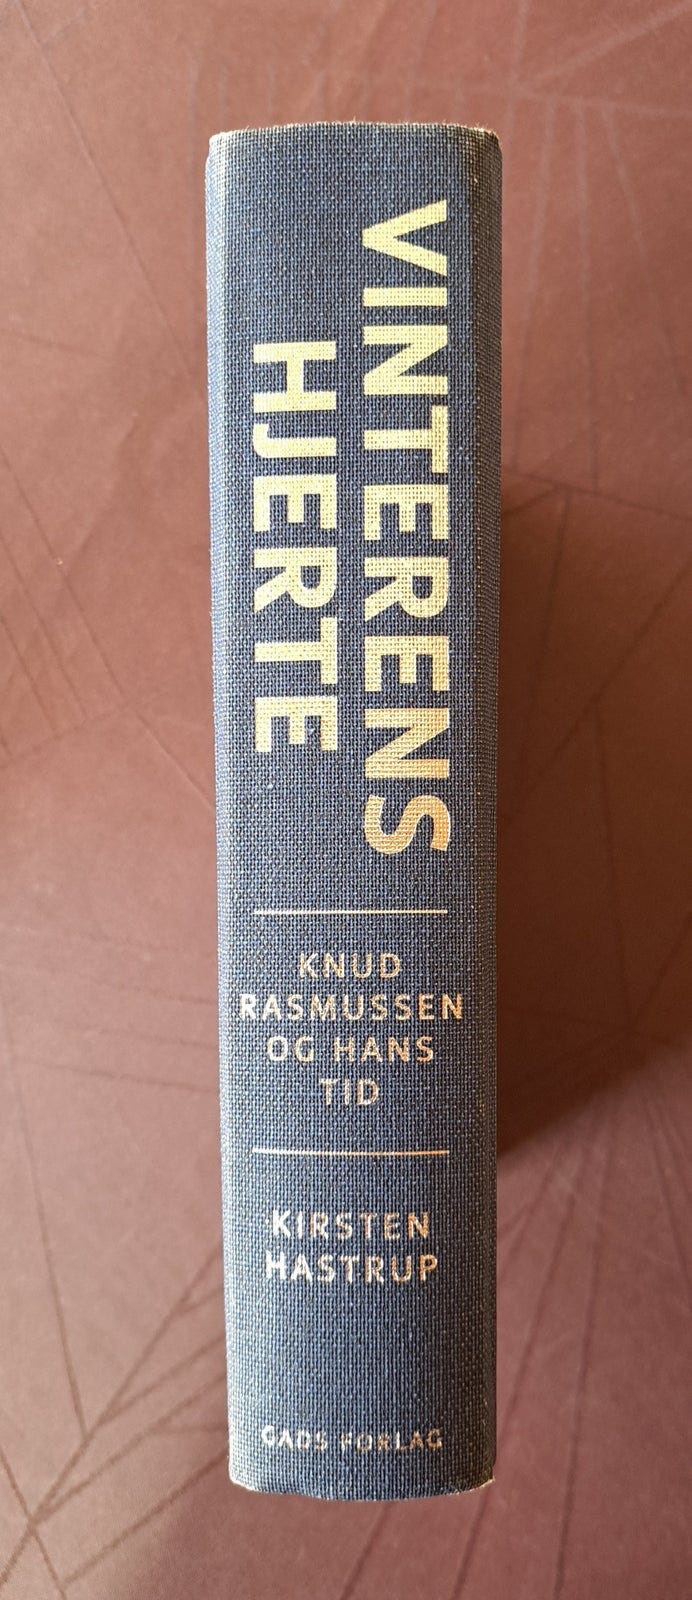 VINTERENS
HJERTE
KNUD
RASMUSSEN
OG HANS
TID
KIRSTEN
HASTRUP
GADS FORLAG